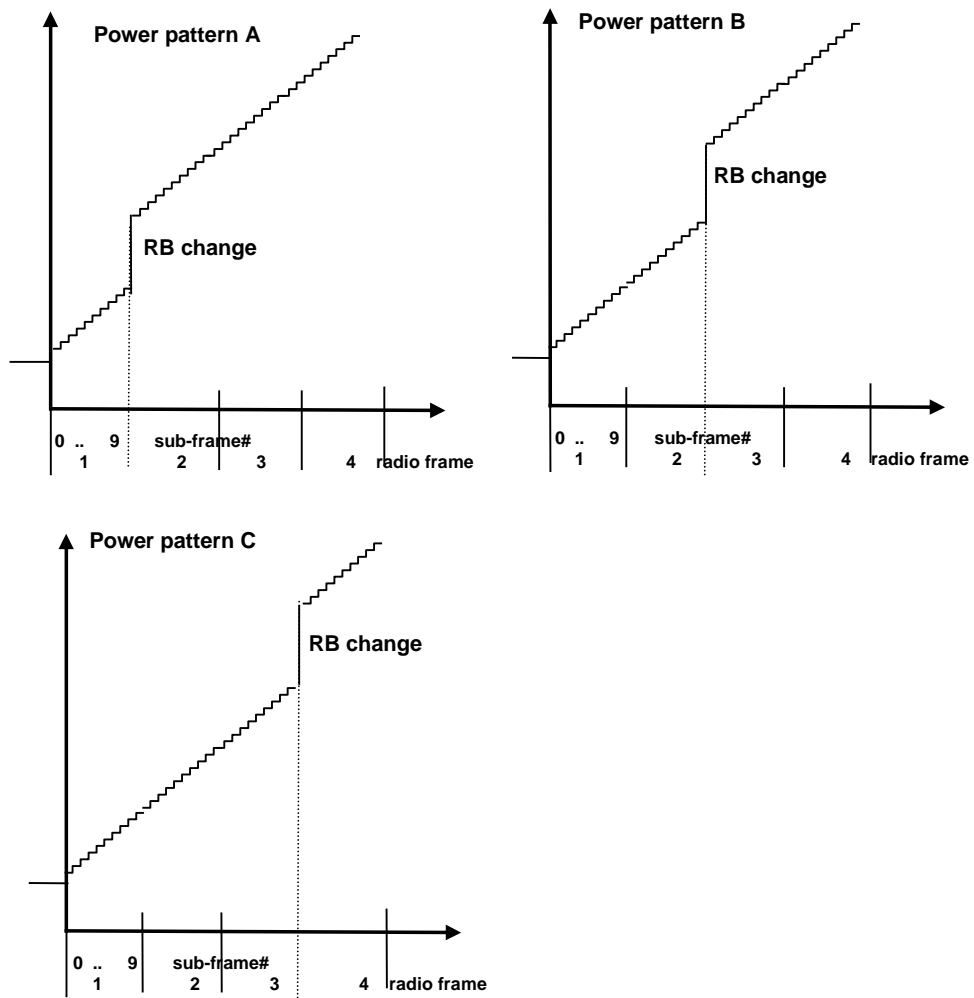 Power pattern A
RB change
0 .. 9 sub-frame#
1 2 3 4 radio frame
Power pattern B
RB change
0 .. 9 sub-frame#
1 2 3 4 radio frame
Power pattern C
RB change
0 .. 9 sub-frame#
1 2 3 4 radio frame